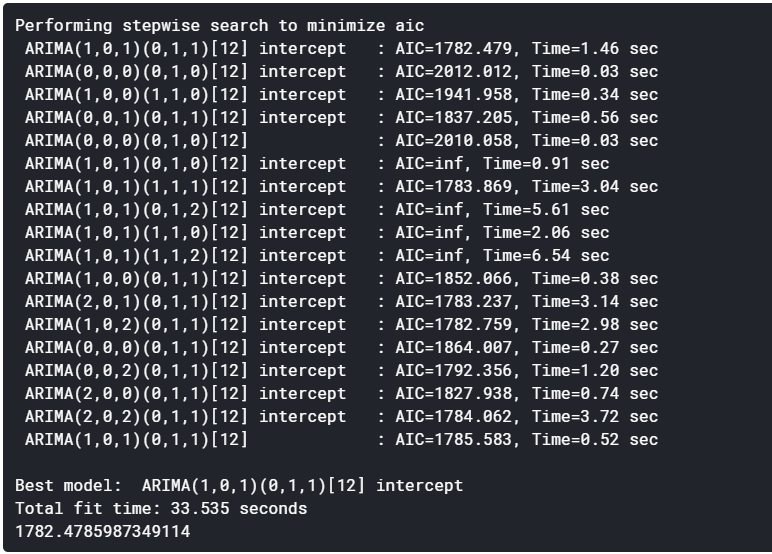 Performing stepwise search to minimize aic
 ARIMA(1,0,1)(0,1,1)[12] intercept   : AIC=1782.479, Time=1.46 sec
 ARIMA(0,0,0)(0,1,0)[12] intercept   : AIC=2012.012, Time=0.03 sec
 ARIMA(1,0,0)(1,1,0)[12] intercept   : AIC=1941.958, Time=0.34 sec
 ARIMA(0,0,1)(0,1,1)[12] intercept   : AIC=1837.205, Time=0.56 sec
 ARIMA(0,0,0)(0,1,0)[12]             : AIC=2010.058, Time=0.03 sec
 ARIMA(1,0,1)(0,1,0)[12] intercept   : AIC=inf, Time=0.91 sec
 ARIMA(1,0,1)(1,1,1)[12] intercept   : AIC=1783.869, Time=3.04 sec
 ARIMA(1,0,1)(0,1,2)[12] intercept   : AIC=inf, Time=5.61 sec
 ARIMA(1,0,1)(1,1,0)[12] intercept   : AIC=inf, Time=2.06 sec
 ARIMA(1,0,1)(1,1,2)[12] intercept   : AIC=inf, Time=6.54 sec
 ARIMA(1,0,0)(0,1,1)[12] intercept   : AIC=1852.066, Time=0.38 sec
 ARIMA(2,0,1)(0,1,1)[12] intercept   : AIC=1783.237, Time=3.14 sec
 ARIMA(1,0,2)(0,1,1)[12] intercept   : AIC=1782.759, Time=2.98 sec
 ARIMA(0,0,0)(0,1,1)[12] intercept   : AIC=1864.007, Time=0.27 sec
 ARIMA(0,0,2)(0,1,1)[12] intercept   : AIC=1792.356, Time=1.20 sec
 ARIMA(2,0,0)(0,1,1)[12] intercept   : AIC=1827.938, Time=0.74 sec
 ARIMA(2,0,2)(0,1,1)[12] intercept   : AIC=1784.062, Time=3.72 sec
 ARIMA(1,0,1)(0,1,1)[12]             : AIC=1785.583, Time=0.52 sec

Best model:  ARIMA(1,0,1)(0,1,1)[12] intercept
Total fit time: 33.535 seconds
1782.4785987349114